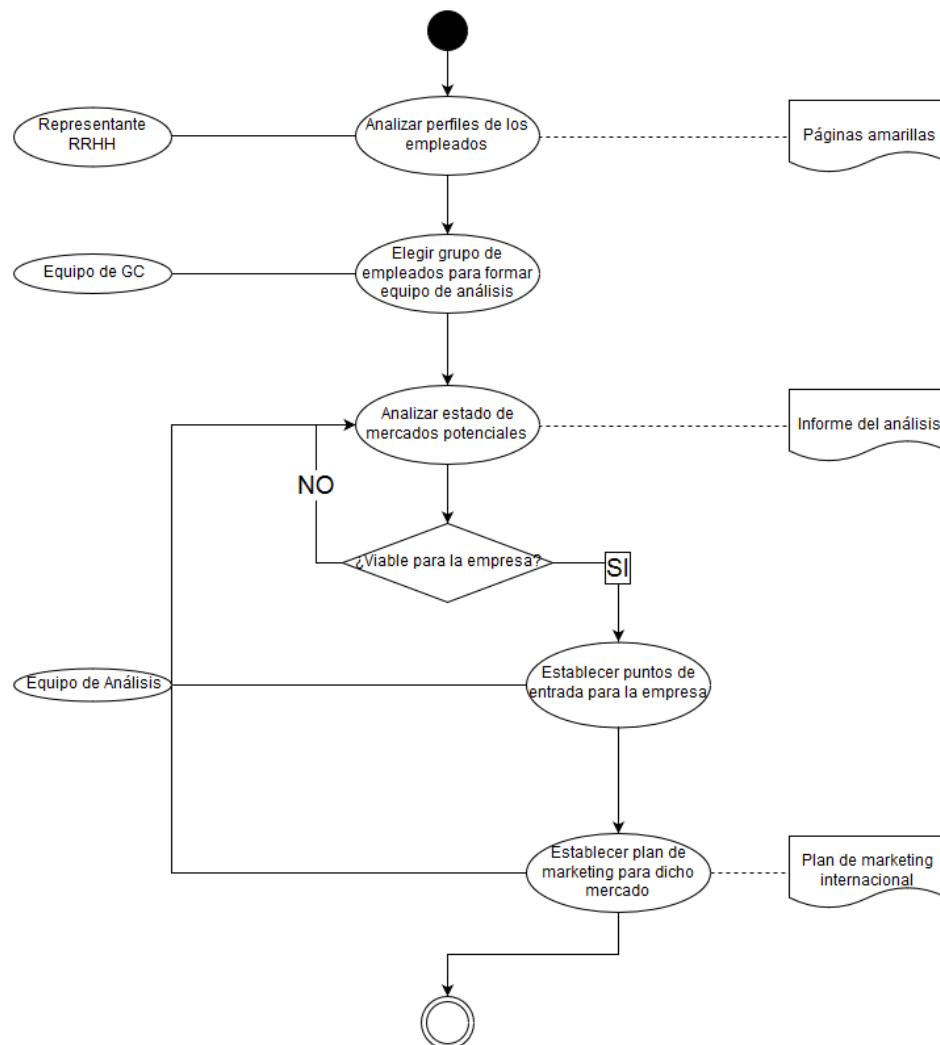 Representante
RRHH
Analizar perfiles de los
empleados
Páginas amarillas
Equipo de GC
Elegir grupo de
empleados para formar
equipo de análisis
Analizar estado de
mercados potenciales
Informe del análisis
NO
¿Viable para la empresa?
SI
Equipo de Análisis
Establecer puntos de
entrada para la empresa
Establecer plan de
marketing para dicho
mercado
Plan de marketing
internacional